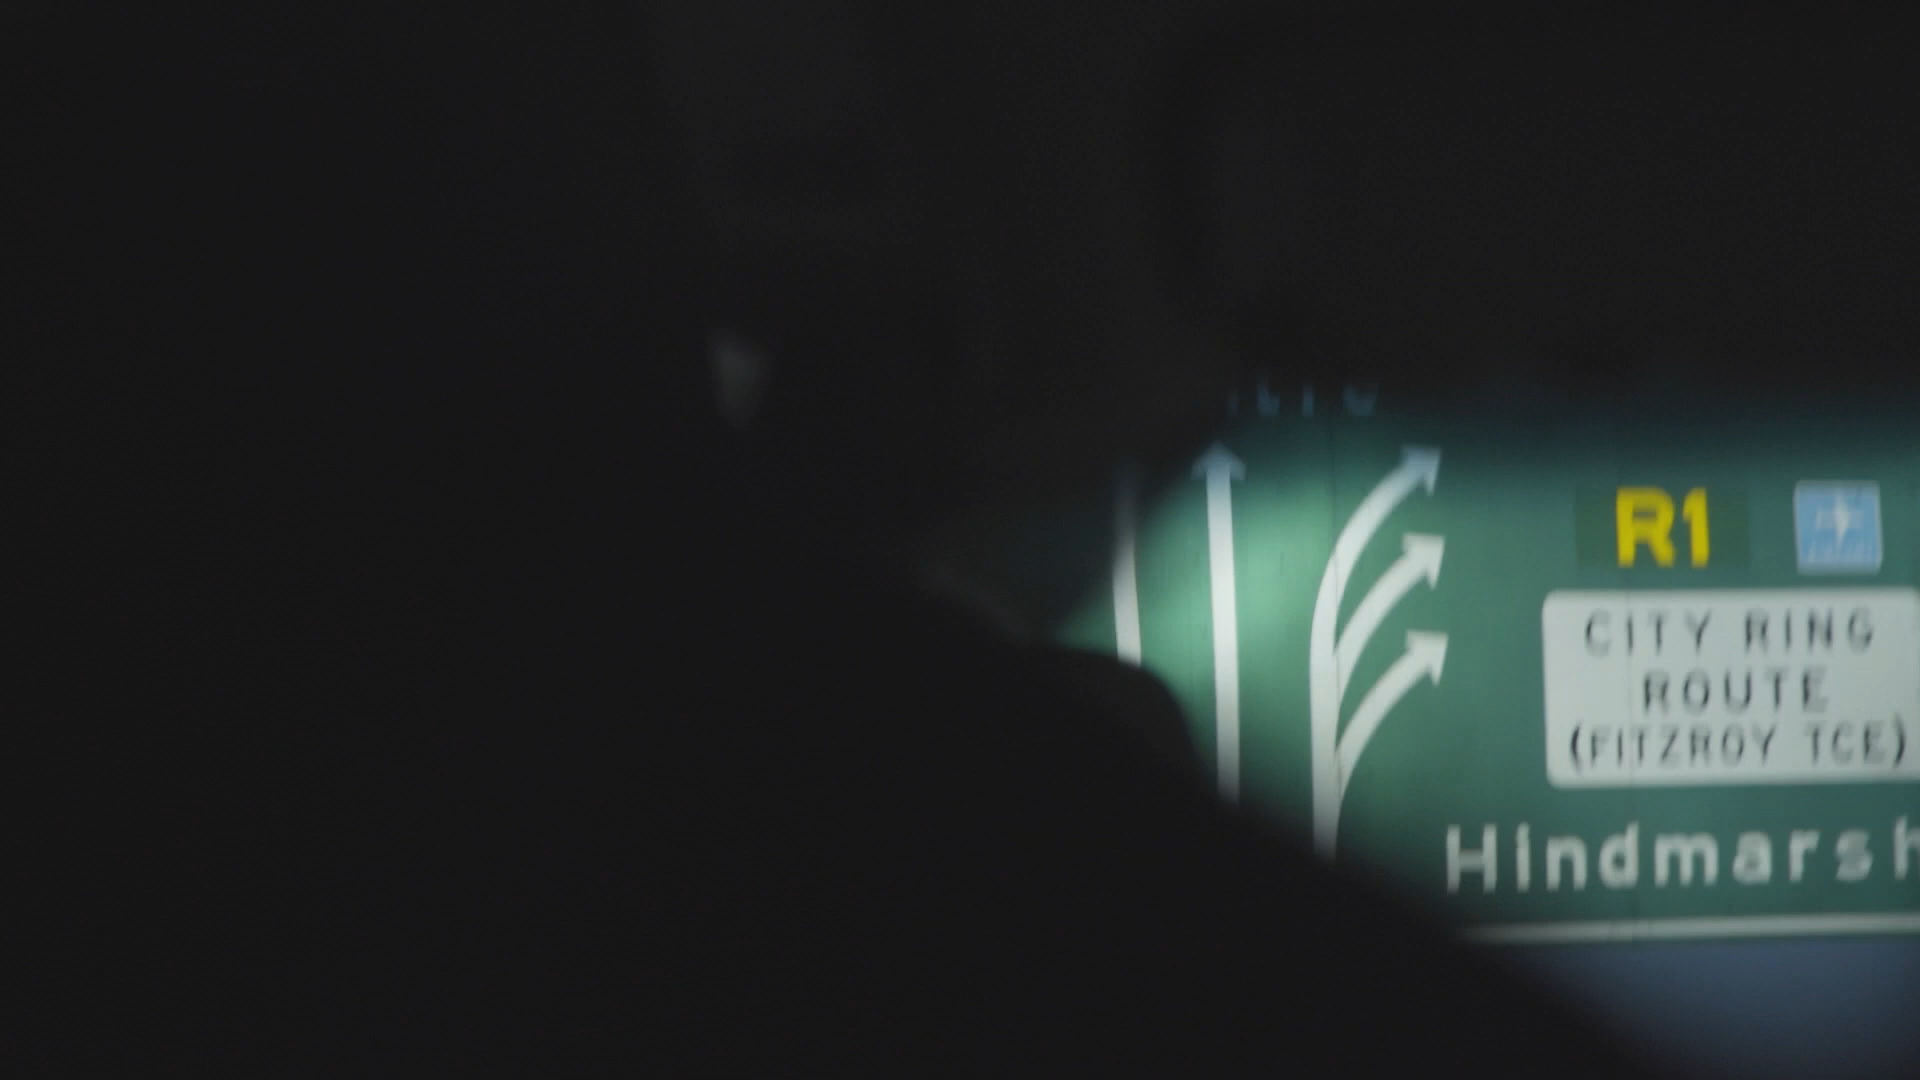 R1
CITY RING
ROUTE
(FITZROY TCE)
Hindmarsh